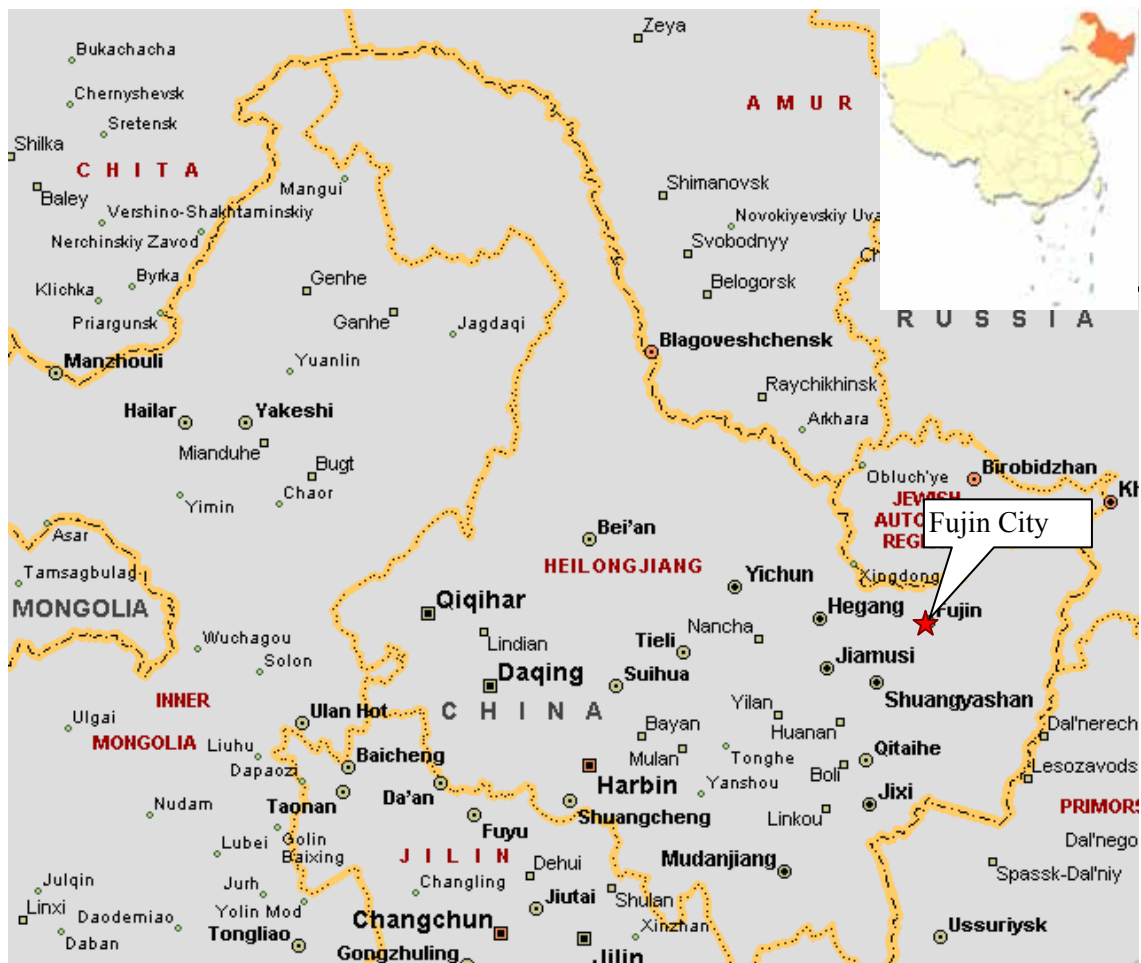 Zeya
Bukachacha
Chernyshevsk
A M U R
Sretensk
Shilka
C H I T A
Mangui
Shimanovsk
Baley
Vershino-Shakhtaminskiy
Novokiyevskiy Uva
Nerchinskiy Zavod
Svobodnyy
Byrka
Genhe
Belogorsk
Klichka
Priargunsk
Ganhe
Jagdaqi
R U S S I A
Blagoveshchensk
Manzhouli
Yuanlin
Raychikhinsk
Hailar
Yakeshi
Arkhara
Mianduhe
Bugt
Obluch'ye
Birobidzhan
Yimin
Chaor
JEWISH
Kh
AUTO
Fujin City
Asar
Bei'an
REG
HEILONGJIANG
Xingdong
Tamsagbulag
Yichun
MONGOLIA
Qiqihar
Hegang
Fujin
Wuchagou
Lindian
Tieli
Nancha
Solon
Daqing
Suihua
Jiamusi
INNER
Shuangyashan
Ulan Hot
C H I N A
Yilan
Ulgai
Bayan
Huanan
Dal'nerech
MONGOLIA
Liuhu
Baicheng
Mulan
Tonghe
Qitaihe
Dapaozi
Boli
Lesozavods
Taonan
Da'an
Harbin
Yanshou
Nudam
Shuangcheng
Linkou
Jixi
PRIMORS
Fuyu
Lubei
Golin
Baixing
J I L I N
Dehui
Mudanjiang
Dal'nego
Julqin
Jurh
Changling
Spassk-Dal'niy
Linxi
Daodemiao
Yolin Mod
Jiutai
Shulan
Daban
Tongliao
Changchun
Xinzhan
Ussuriysk
Gongzhuling
Jilin